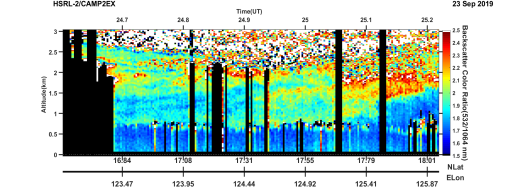 HSRL-2/CAMP2EX
23 Sep 2019
Time(UT)
24.7 24.8 24.9 25 25.1 25.2
Altitude(km)
3
2.5
2
1.5
1
0.5
0
2.5
2.4
2.3
2.2
2.1
2.0
1.9
1.8
1.7
1.6
1.5
Backscatter Color Ratio(532/1064 nm)
16.84 17.08 17.31 17.55 17.79 18.01
NLat
ELon
123.47 123.95 124.44 124.92 125.41 125.87